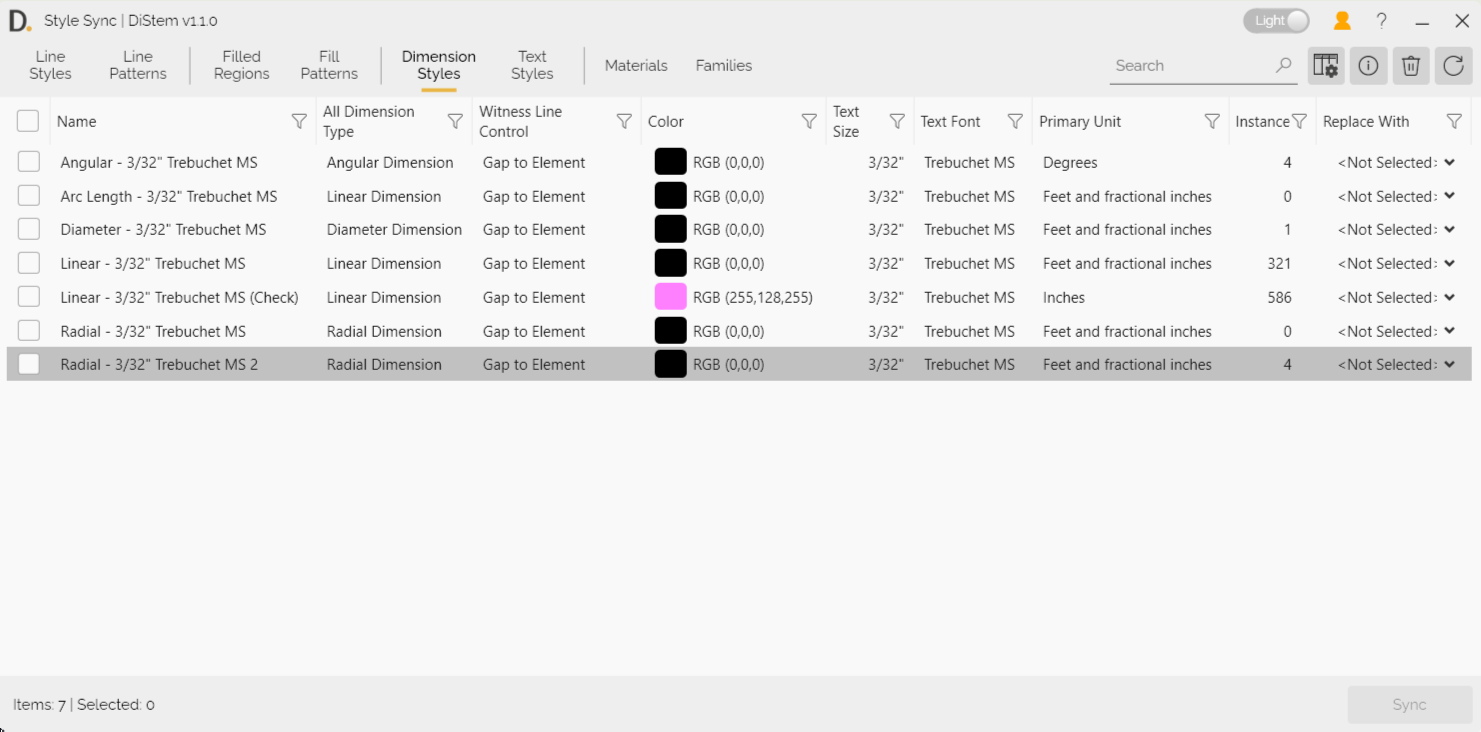 D. Style Sync | DiStem v1.1.0 Light ?
Line Styles Line Patterns Filled Regions Fill Patterns Dimension Styles Text Styles Materials Families Search
Name All Dimension Type Witness Line Control Color Text Size Text Font Primary Unit Instance Replace With
Angular - 3/32" Trebuchet MS Angular Dimension Gap to Element RGB (0,0,0) 3/32" Trebuchet MS Degrees 4 <Not Selected>
Arc Length - 3/32" Trebuchet MS Linear Dimension Gap to Element RGB (0,0,0) 3/32" Trebuchet MS Feet and fractional inches 0 <Not Selected>
Diameter - 3/32" Trebuchet MS Diameter Dimension Gap to Element RGB (0,0,0) 3/32" Trebuchet MS Feet and fractional inches 1 <Not Selected>
Linear - 3/32" Trebuchet MS Linear Dimension Gap to Element RGB (0,0,0) 3/32" Trebuchet MS Feet and fractional inches 321 <Not Selected>
Linear - 3/32" Trebuchet MS (Check) Linear Dimension Gap to Element RGB (255,128,255) 3/32" Trebuchet MS Inches 586 <Not Selected>
Radial - 3/32" Trebuchet MS Radial Dimension Gap to Element RGB (0,0,0) 3/32" Trebuchet MS Feet and fractional inches 0 <Not Selected>
Radial - 3/32" Trebuchet MS 2 Radial Dimension Gap to Element RGB (0,0,0) 3/32" Trebuchet MS Feet and fractional inches 4 <Not Selected>
Items: 7 | Selected: 0 Sync